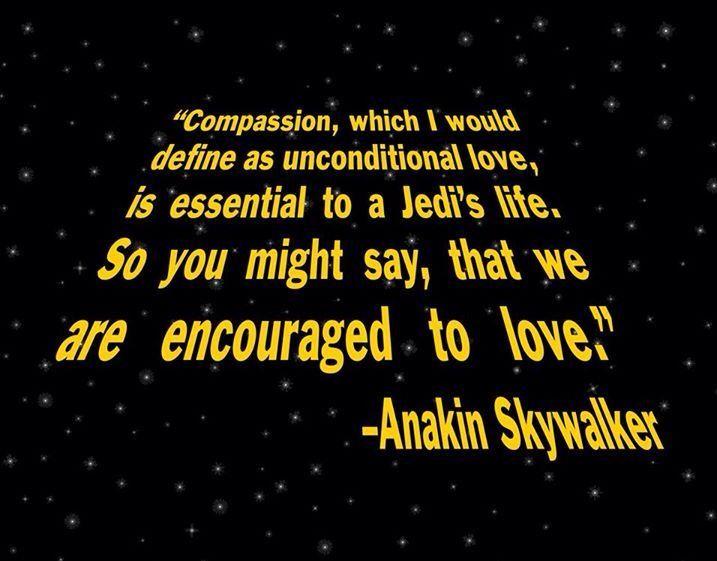 “Compassion, which I would
define as unconditional love,
is essential to a Jedi's life.
So you might say, that we
are encouraged to love.”
-Anakin Skywalker